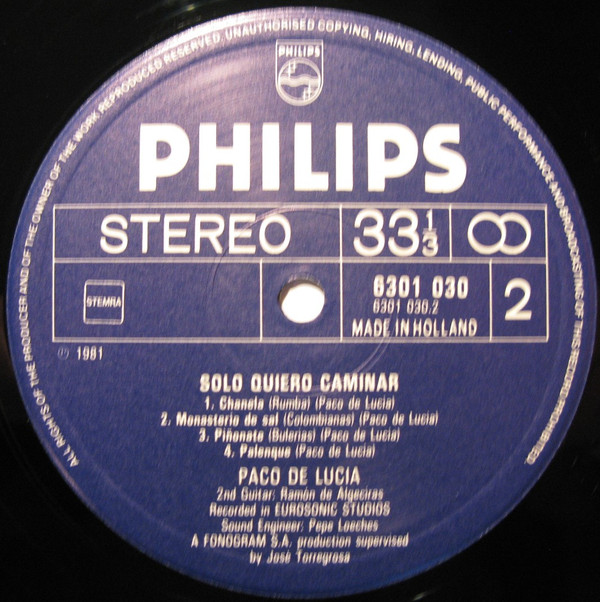 ALL RIGHTS OF THE PRODUCER AND OF THE OWNER OF THE WORK REPRODUCED RESERVED. UNAUTHORISED COPYING, HIRING, LENDING, PUBLIC PERFORMANCE AND BROADCASTING OF THIS RECORD PROHIBITED.
PHILIPS
PHILIPS
STEREO 33 1/3
6301 030
6301 030.2
2
STEMRA
MADE IN HOLLAND
℗ 1981
SOLO QUIERO CAMINAR
1. Chanela (Rumba) (Paco de Lucia)
2. Monasterio de sal (Colombianas) (Paco de Lucia)
3. Piñonate (Bulerias) (Paco de Lucia)
4. Palenque (Paco de Lucia)
PACO DE LUCIA
2nd Guitar: Ramón de Algeciras
Recorded in EUROSONIC STUDIOS
Sound Engineer: Pepe Loeches
A FONOGRAM S.A. production supervised
by José Torregrosa